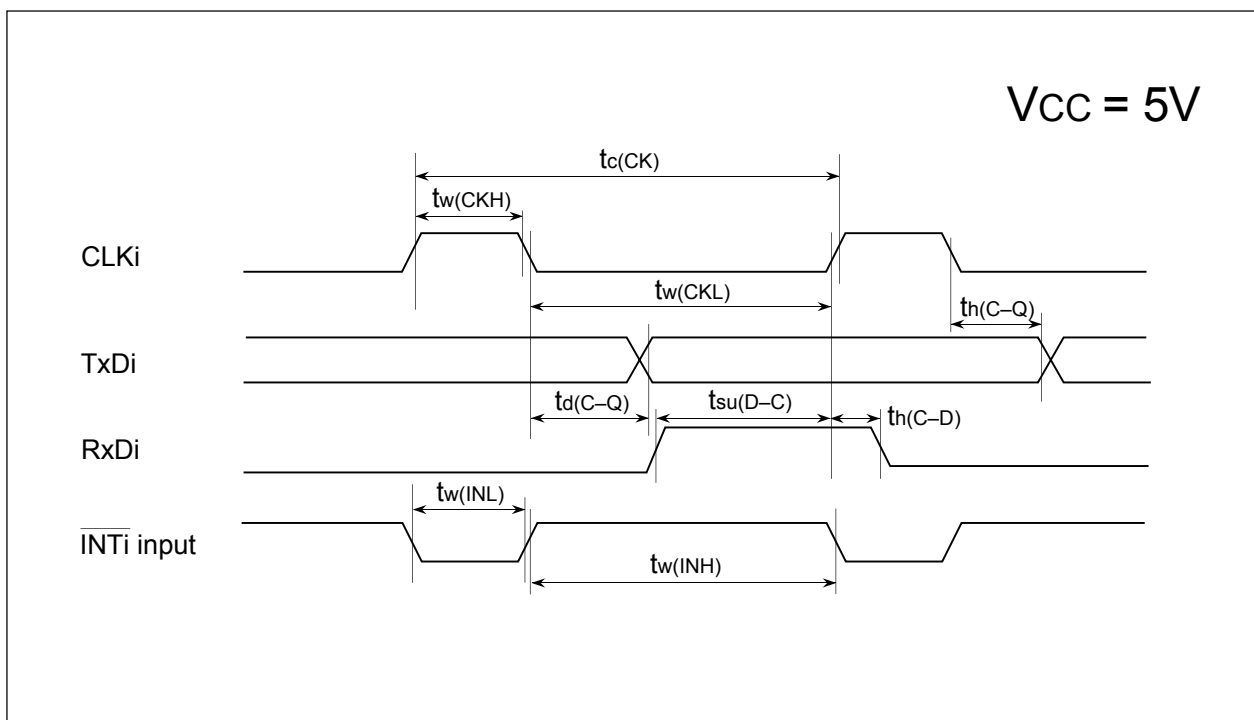 VCC = 5V
tc(CK)
tw(CKH)
CLKi
tw(CKL)
th(C–Q)
TxDi
td(C–Q)
tsu(D–C)
th(C–D)
RxDi
tw(INL)
INTi input
tw(INH)